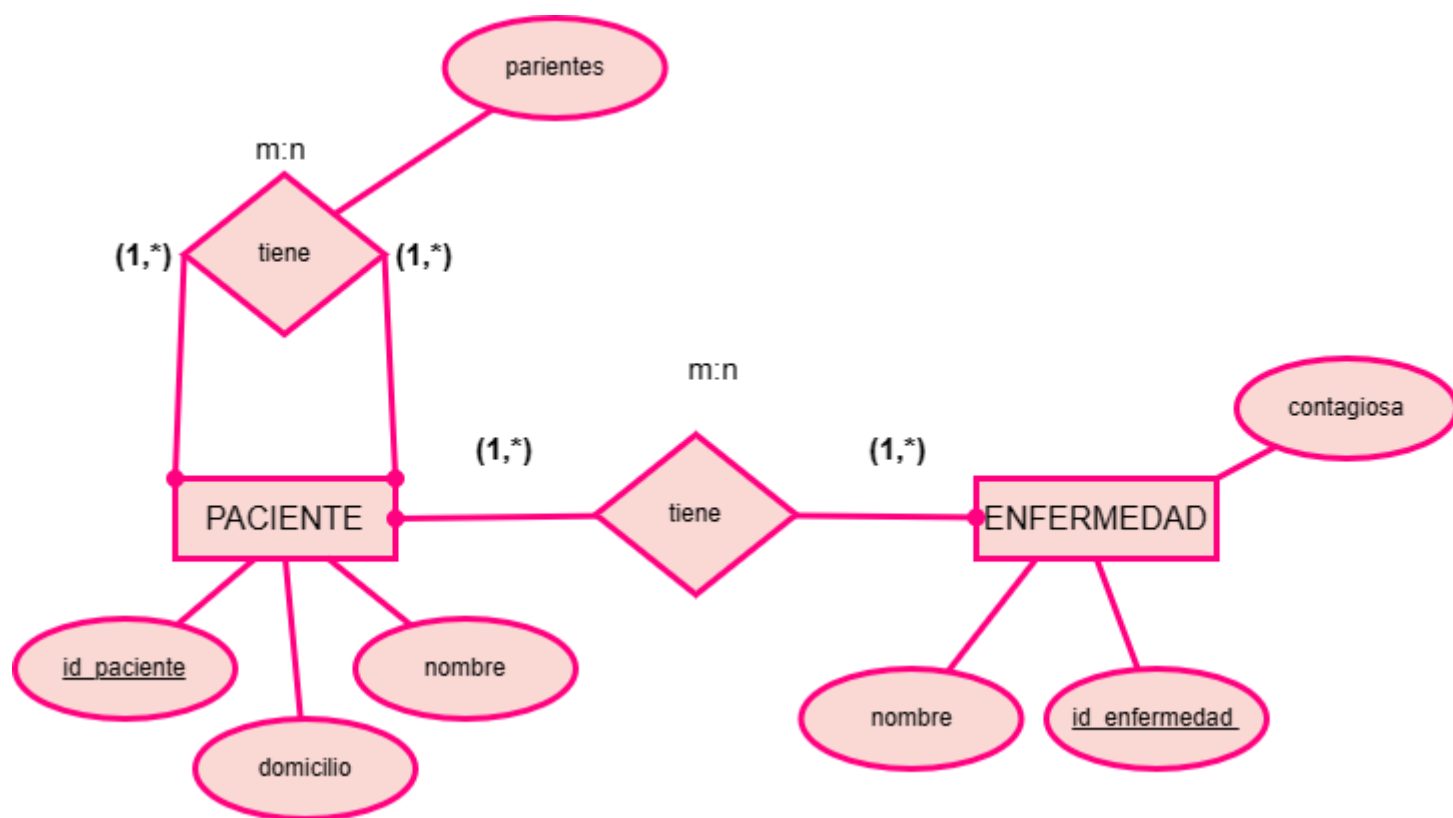 parientes
m:n
(1,*)
tiene
(1,*)
m:n
contagiosa
(1,*)
(1,*)
PACIENTE
tiene
ENFERMEDAD
id_paciente
nombre
nombre
id_enfermedad
domicilio